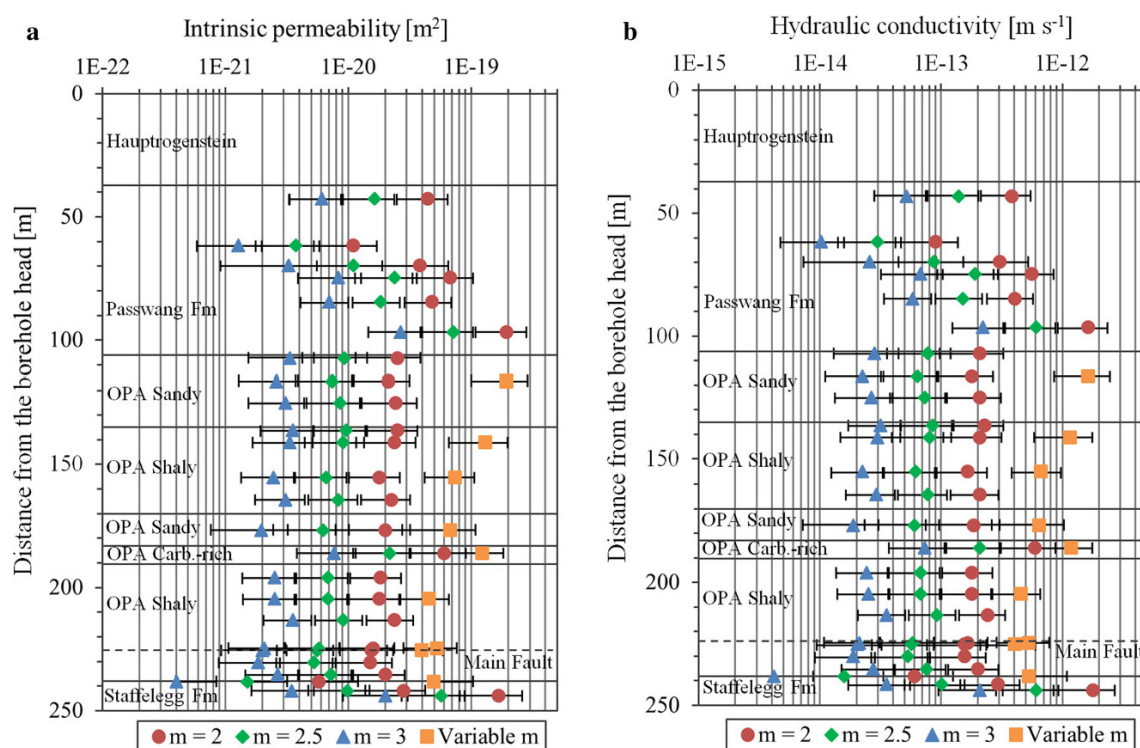 a
Intrinsic permeability [m²]
1E-22 1E-21 1E-20 1E-19
Distance from the borehole head [m]
0
50
100
150
200
250
Hauptrogenstein
Passwang Fm
OPA Sandy
OPA Shaly
OPA Sandy
OPA Carb.-rich
OPA Shaly
Main Fault
Staffelegg Fm
m = 2 m = 2.5 m = 3 Variable m
b
Hydraulic conductivity [m s⁻¹]
1E-15 1E-14 1E-13 1E-12
Distance from the borehole head [m]
0
50
100
150
200
250
Hauptrogenstein
Passwang Fm
OPA Sandy
OPA Shaly
OPA Sandy
OPA Carb.-rich
OPA Shaly
Main Fault
Staffelegg Fm
m = 2 m = 2.5 m = 3 Variable m